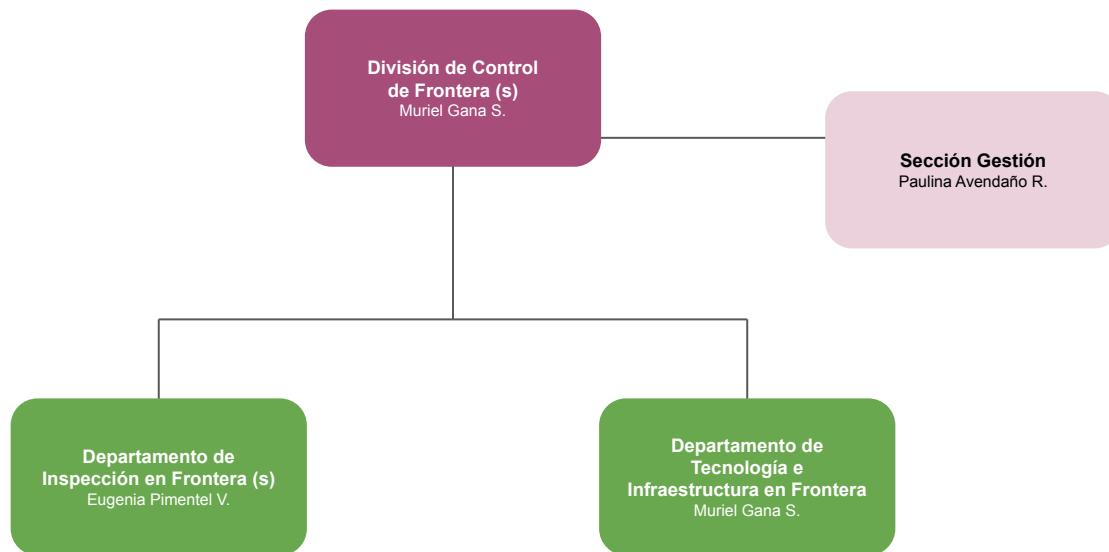 División de Control
de Frontera (s)
Muriel Gana S.
Sección Gestión
Paulina Avendaño R.
Departamento de
Inspección en Frontera (s)
Eugenia Pimentel V.
Departamento de
Tecnología e
Infraestructura en Frontera
Muriel Gana S.